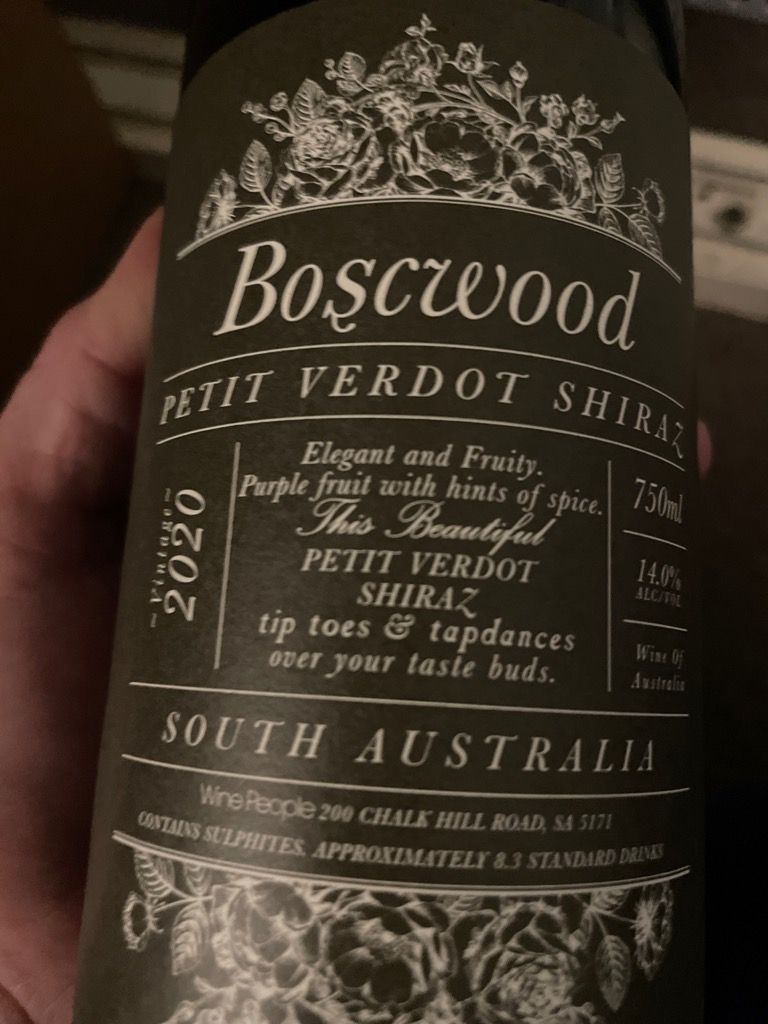 Boscwood
PETIT VERDOT SHIRAZ
~Vintage~
2020
Elegant and Fruity.
Purple fruit with hints of spice.
This Beautiful
PETIT VERDOT
SHIRAZ
tip toes & tapdances
over your taste buds.
750ml
14.0%
ALC/VOL
Wine Of
Australia
SOUTH AUSTRALIA
Wine People 200 CHALK HILL ROAD, SA 5171
CONTAINS SULPHITES. APPROXIMATELY 8.3 STANDARD DRINKS